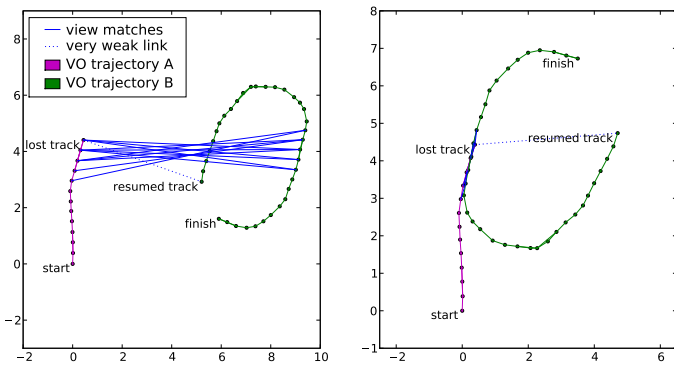 view matches
very weak link
VO trajectory A
VO trajectory B
lost track
resumed track
finish
start
8
6
4
2
0
−2
−2
0
2
4
6
8
10
finish
resumed track
lost track
start
8
7
6
5
4
3
2
1
0
−1
−2
0
2
4
6